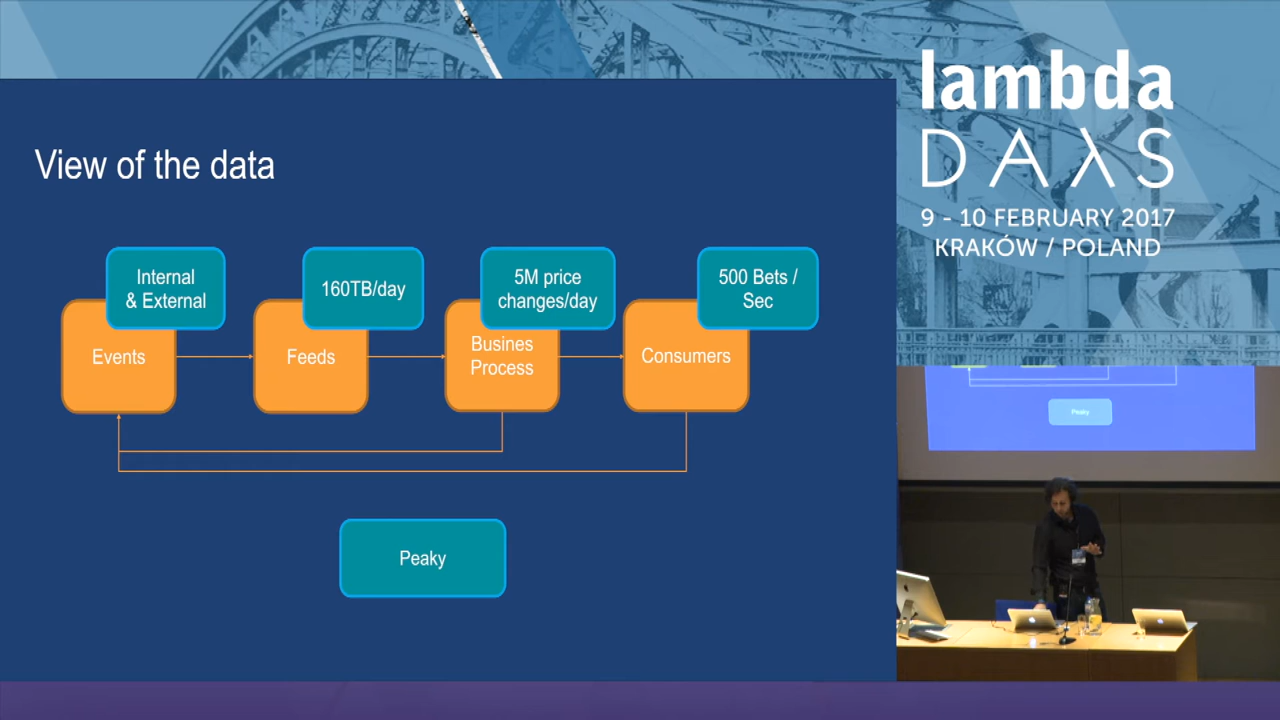 lambda
DAλS
9 - 10 FEBRUARY 2017
KRAKÓW / POLAND
View of the data
Internal
& External
160TB/day
5M price
changes/day
500 Bets /
Sec
Events
Feeds
Busines
Process
Consumers
Peaky
Peaky